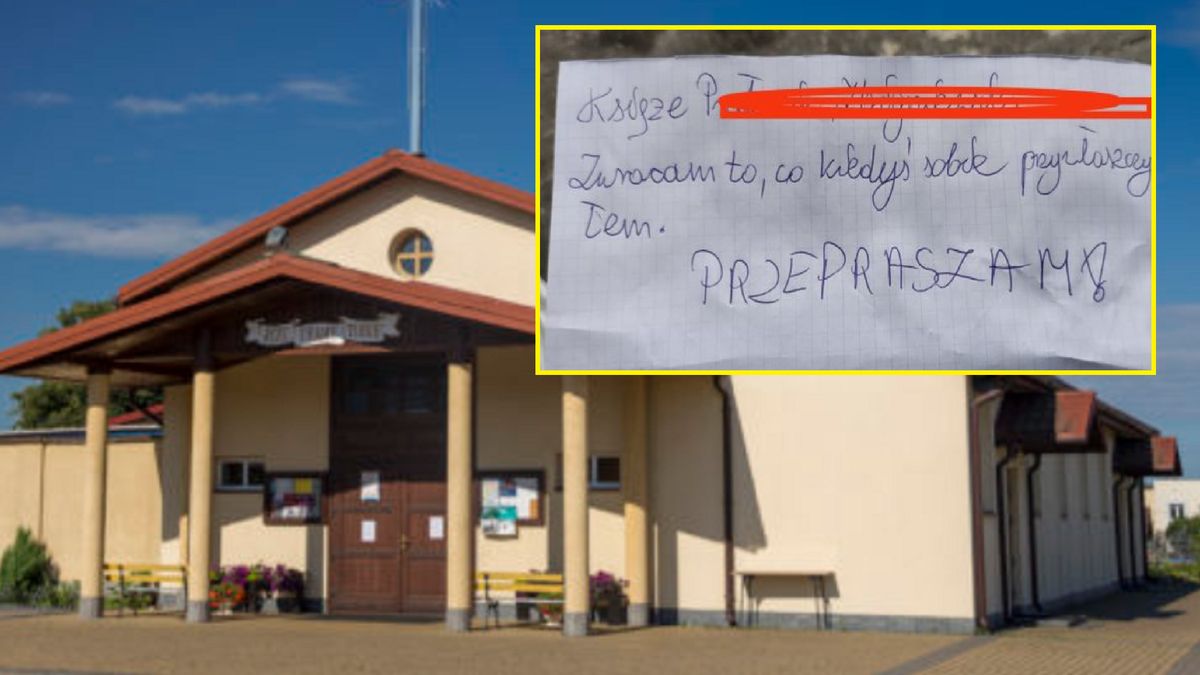 Księże
Zwracam to, co kiedyś sobie przywłaszczy
łem.
PRZEPRASZAM!